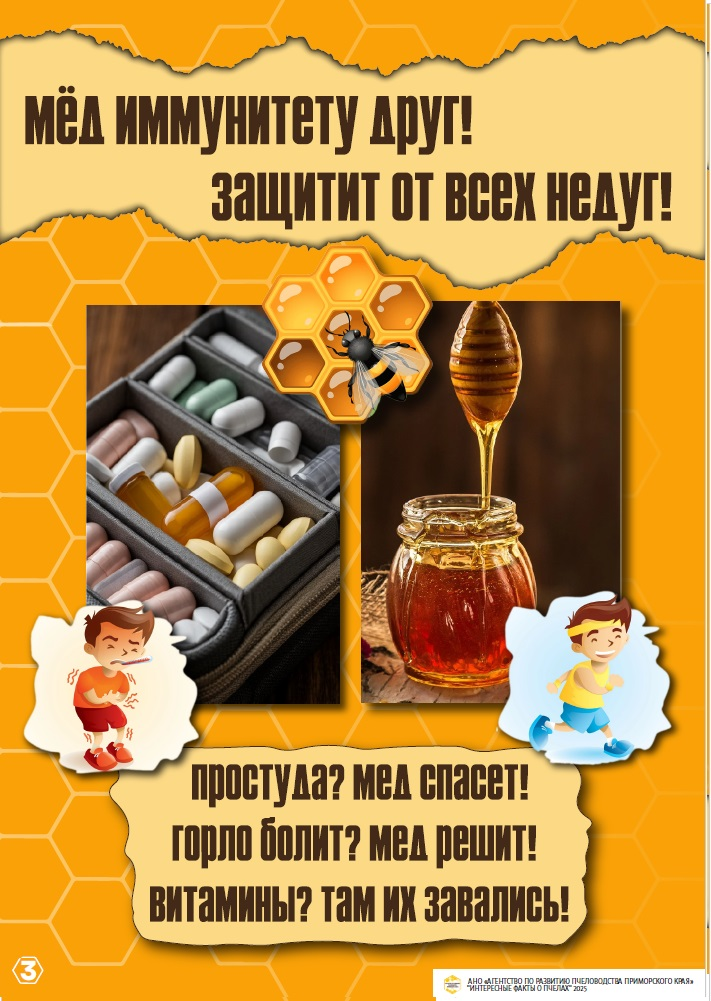 мёд иммунитету друг!
защитит от всех недуг!
простуда? мед спасет!
горло болит? мед решит!
витамины? там их завались!
3
АНО «АГЕНТСТВО ПО РАЗВИТИЮ ПЧЕЛОВОДСТВА ПРИМОРСКОГО КРАЯ»
"ИНТЕРЕСНЫЕ ФАКТЫ О ПЧЕЛАХ" 2025